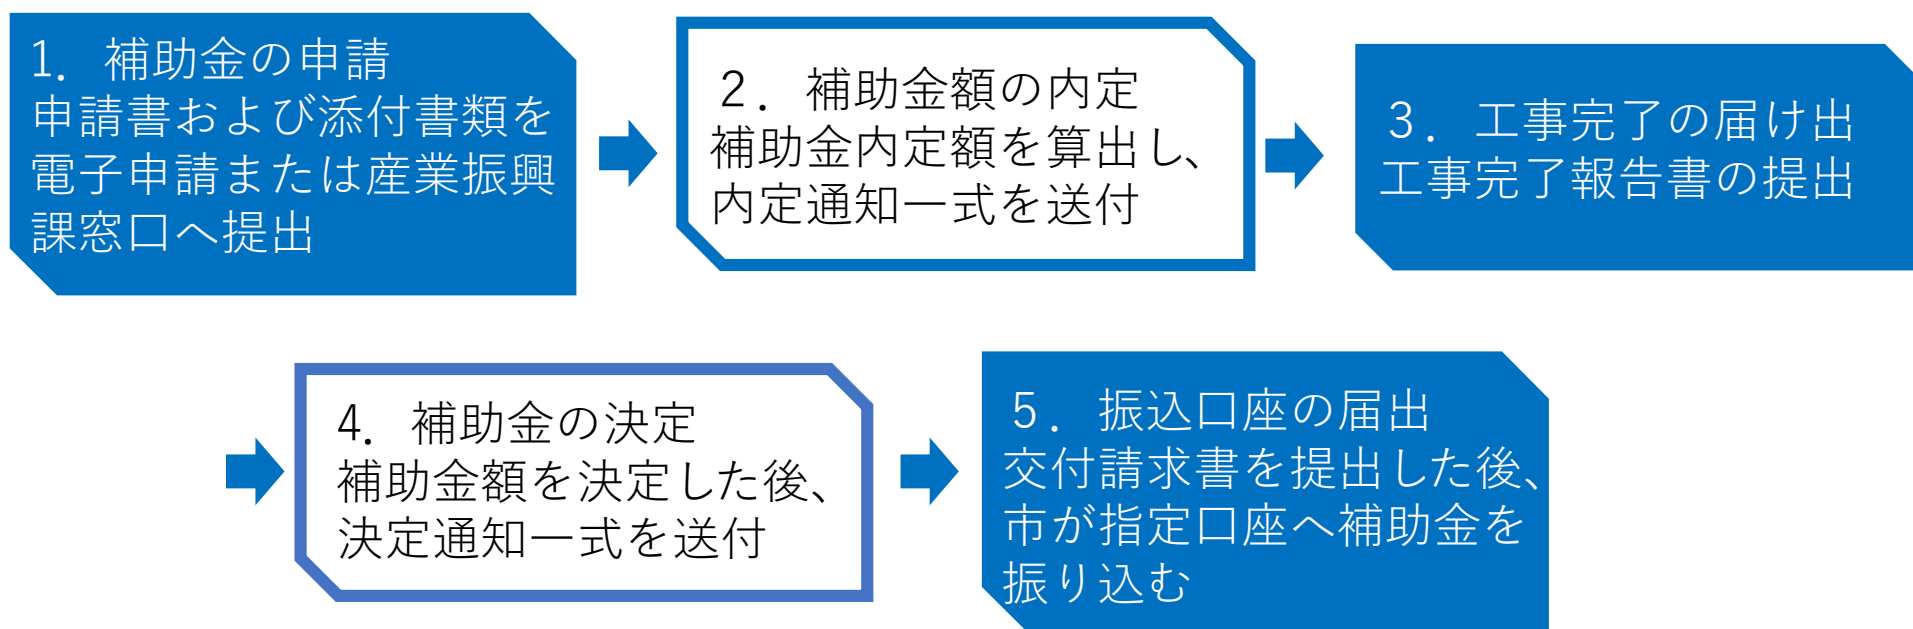 1．補助金の申請
申請書および添付書類を
電子申請または産業振興
課窓口へ提出
２．補助金額の内定
補助金内定額を算出し、
内定通知一式を送付
３．工事完了の届け出
工事完了報告書の提出
4．補助金の決定
補助金額を決定した後、
決定通知一式を送付
５．振込口座の届出
交付請求書を提出した後、
市が指定口座へ補助金を
振り込む